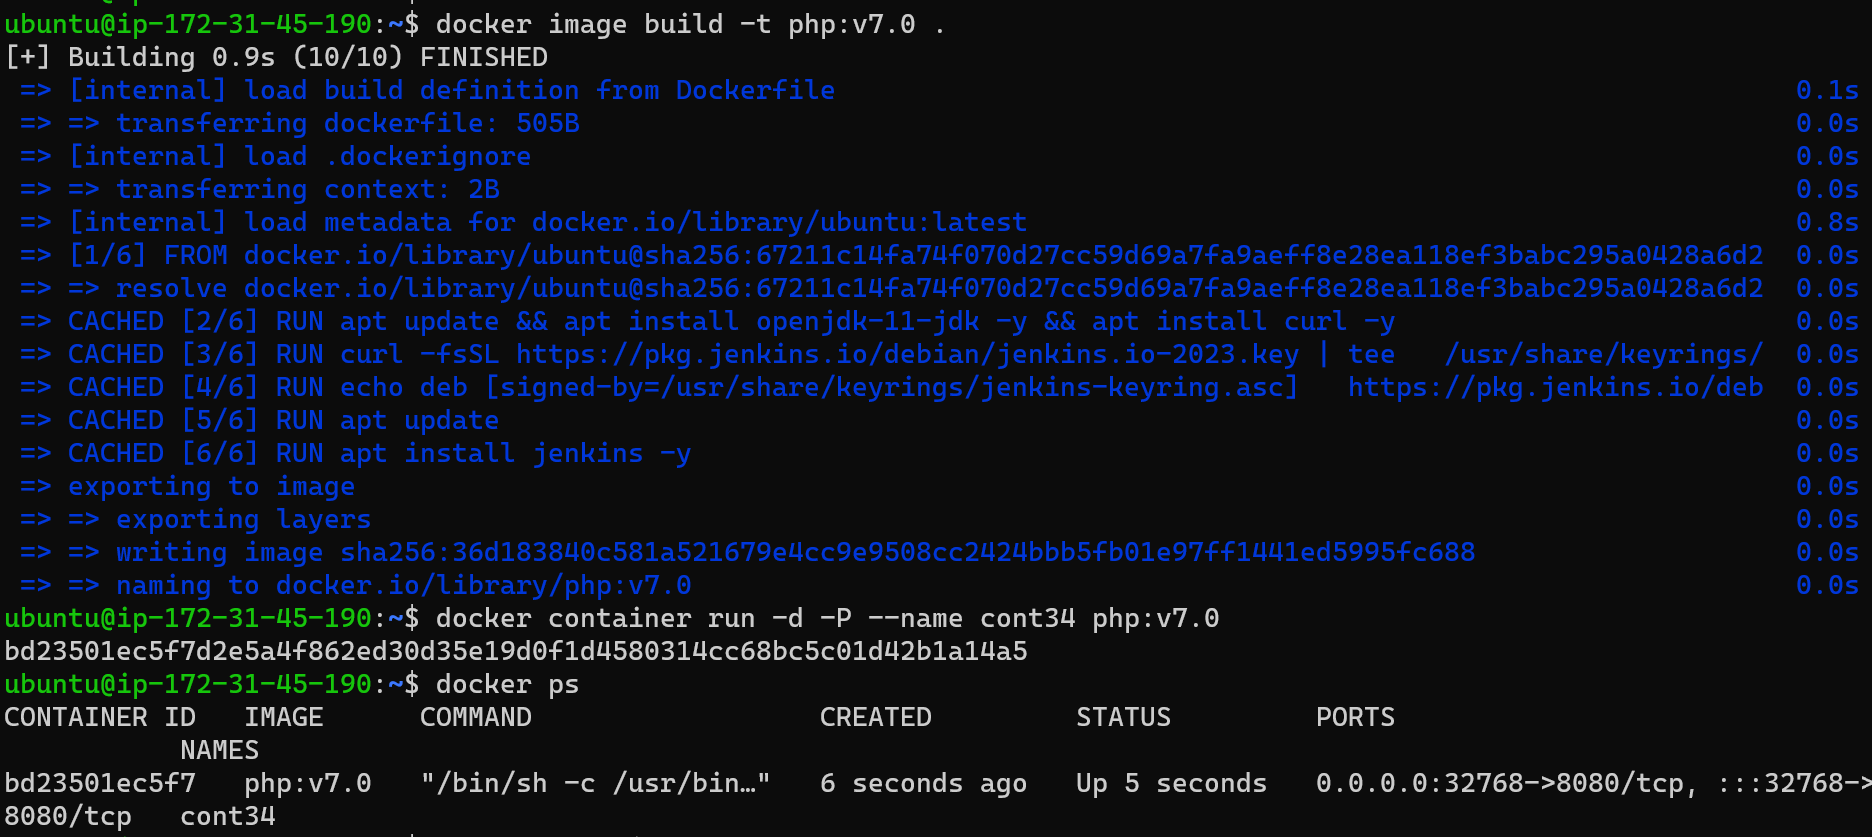 ubuntu@ip-172-31-45-190:~$ docker image build -t php:v7.0 .
[+] Building 0.9s (10/10) FINISHED
=> [internal] load build definition from Dockerfile 0.1s
=> => transferring dockerfile: 505B 0.0s
=> [internal] load .dockerignore 0.0s
=> => transferring context: 2B 0.0s
=> [internal] load metadata for docker.io/library/ubuntu:latest 0.8s
=> [1/6] FROM docker.io/library/ubuntu@sha256:67211c14fa74f070d27cc59d69a7fa9aeff8e28ea118ef3babc295a0428a6d2 0.0s
=> => resolve docker.io/library/ubuntu@sha256:67211c14fa74f070d27cc59d69a7fa9aeff8e28ea118ef3babc295a0428a6d2 0.0s
=> CACHED [2/6] RUN apt update && apt install openjdk-11-jdk -y && apt install curl -y 0.0s
=> CACHED [3/6] RUN curl -fsSL https://pkg.jenkins.io/debian/jenkins.io-2023.key | tee /usr/share/keyrings/ 0.0s
=> CACHED [4/6] RUN echo deb [signed-by=/usr/share/keyrings/jenkins-keyring.asc] https://pkg.jenkins.io/deb 0.0s
=> CACHED [5/6] RUN apt update 0.0s
=> CACHED [6/6] RUN apt install jenkins -y 0.0s
=> exporting to image 0.0s
=> => exporting layers 0.0s
=> => writing image sha256:36d183840c581a521679e4cc9e9508cc2424bbb5fb01e97ff1441ed5995fc688 0.0s
=> => naming to docker.io/library/php:v7.0 0.0s
ubuntu@ip-172-31-45-190:~$ docker container run -d -P --name cont34 php:v7.0
bd23501ec5f7d2e5a4f862ed30d35e19d0f1d4580314cc68bc5c01d42b1a14a5
ubuntu@ip-172-31-45-190:~$ docker ps
CONTAINER ID IMAGE COMMAND CREATED STATUS PORTS
NAMES
bd23501ec5f7 php:v7.0 "/bin/sh -c /usr/bin…" 6 seconds ago Up 5 seconds 0.0.0.0:32768->8080/tcp, :::32768->
8080/tcp cont34